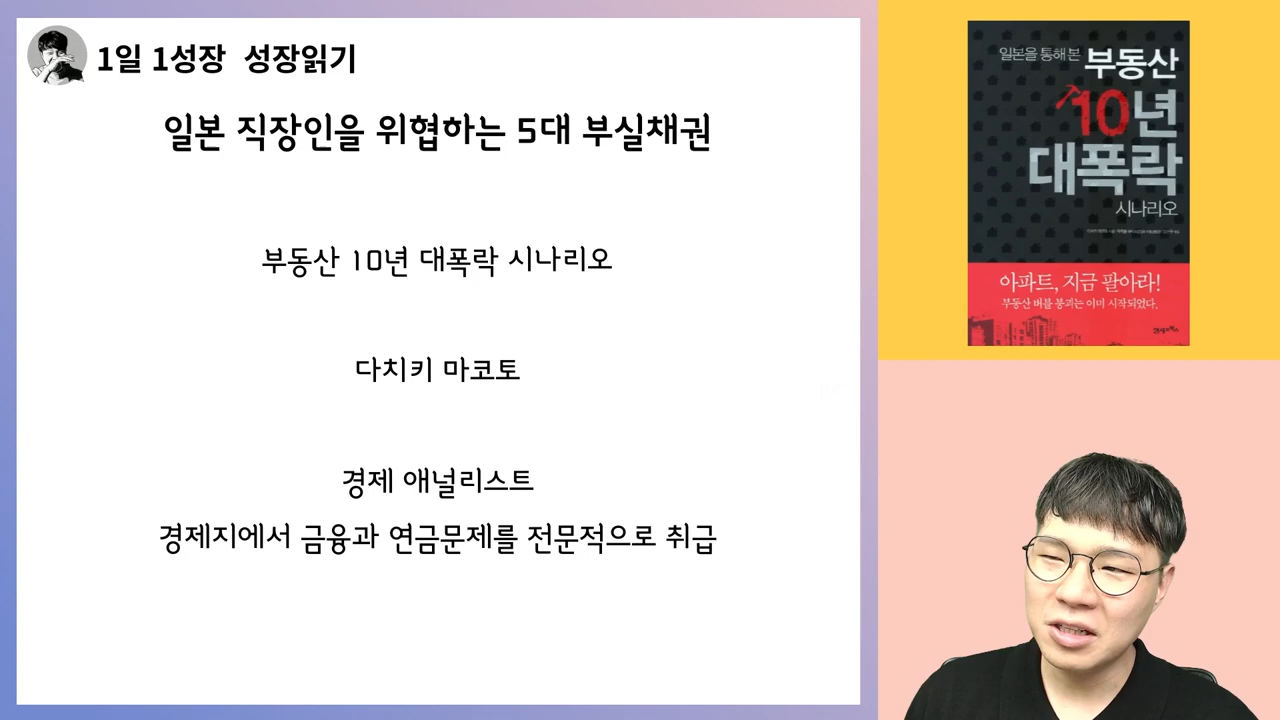 1일 1성장 성장읽기
일본 직장인을 위협하는 5대 부실채권
부동산 10년 대폭락 시나리오
다치키 마코토
경제 애널리스트
경제지에서 금융과 연금문제를 전문적으로 취급
일본을 통해 본 부동산
10년
대폭락
시나리오
아파트, 지금 팔아라!
부동산 버블 붕괴는 이미 시작되었다.